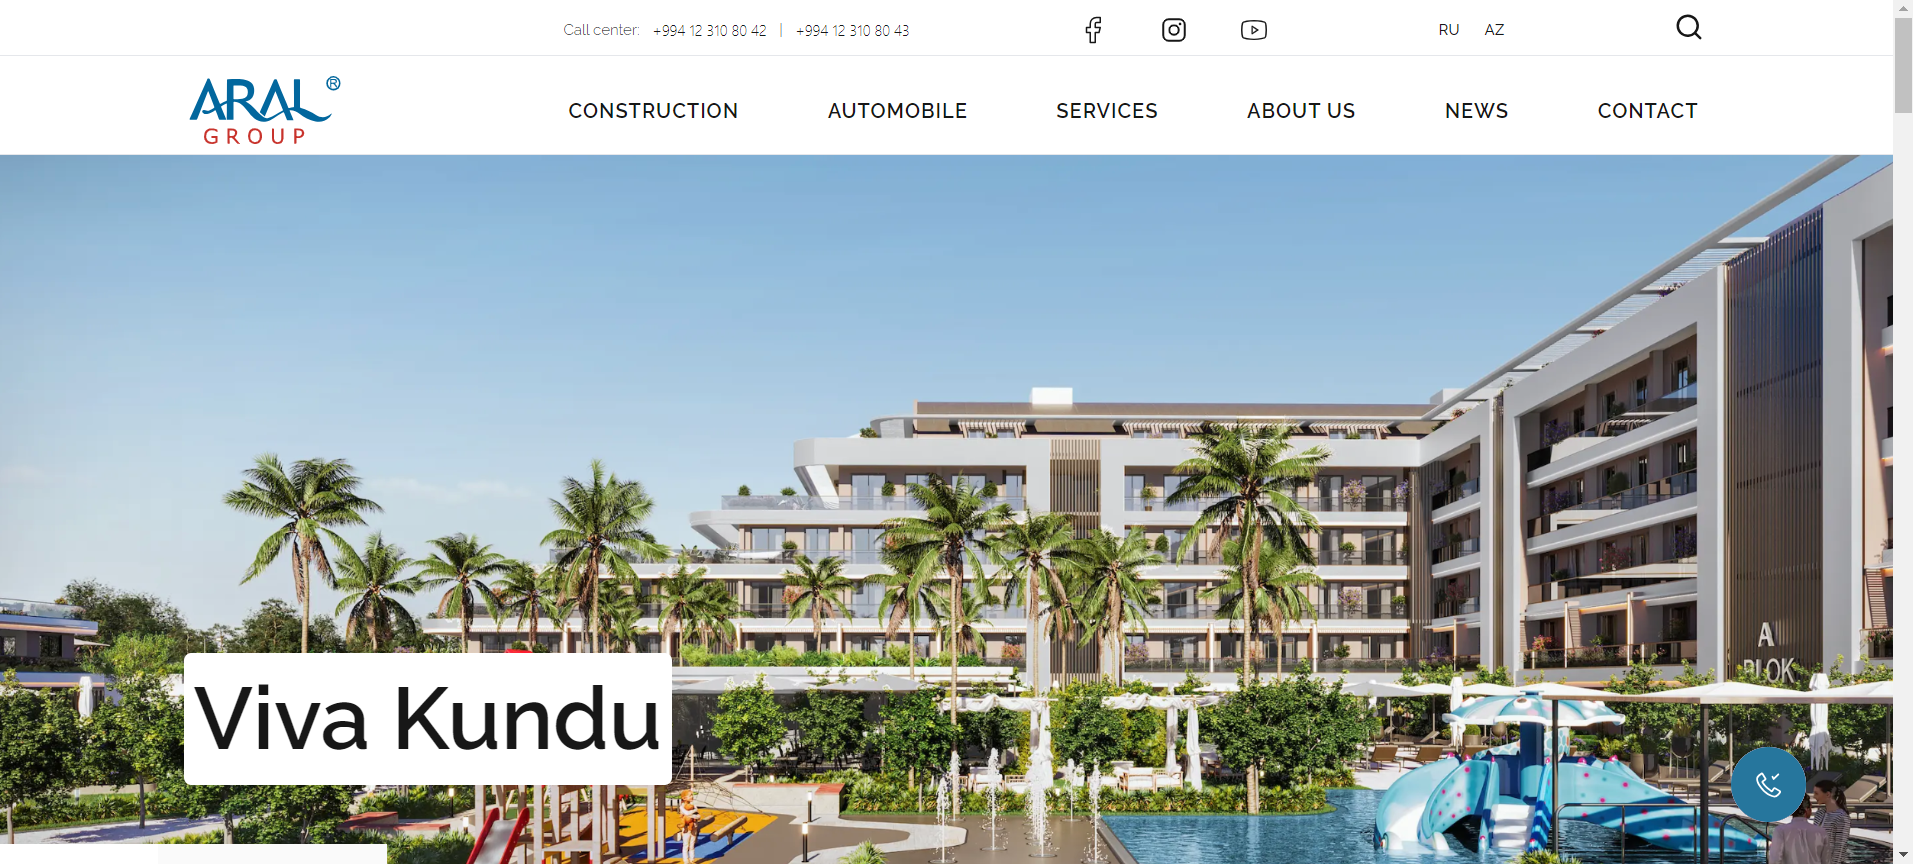 Call center: +994 12 310 80 42 | +994 12 310 80 43
RU AZ
ARAL ®
GROUP
CONSTRUCTION AUTOMOBILE SERVICES ABOUT US NEWS CONTACT
A
BLOK
Viva Kundu